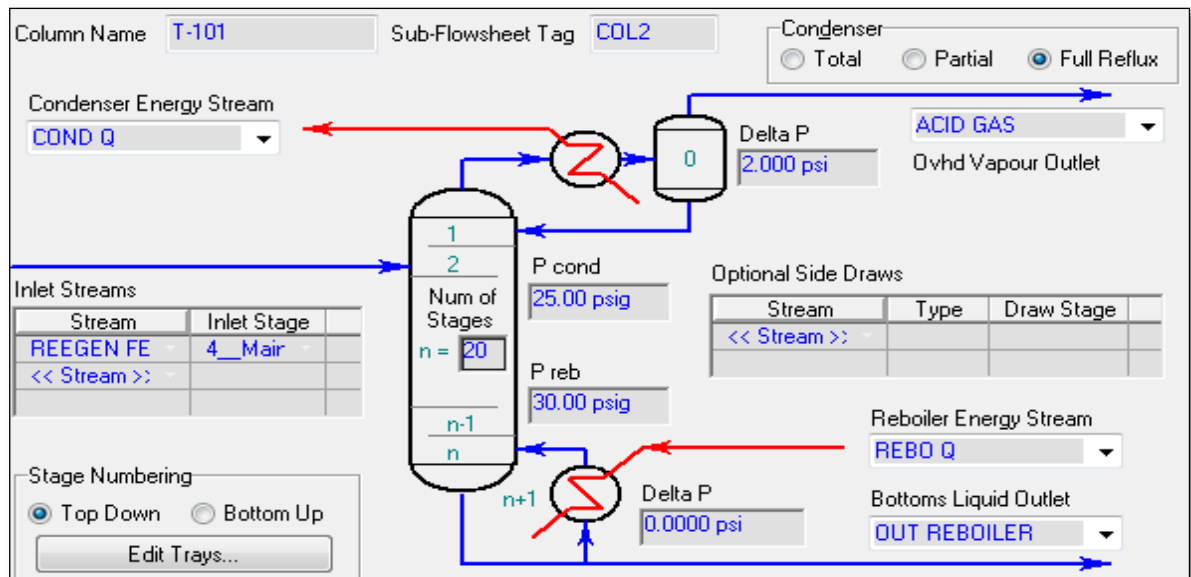 Column Name T-101 Sub-Flowsheet Tag COL2
Condenser
Total Partial Full Reflux
Condenser Energy Stream
COND Q
Delta P
2.000 psi
ACID GAS
Ovhd Vapour Outlet
0
1
2
Num of
Stages
n = 20
n-1
n
n+1
P cond
25.00 psig
P reb
30.00 psig
Inlet Streams
Stream Inlet Stage
REEGEN FE 4__Mair
<< Stream >>
Optional Side Draws
Stream Type Draw Stage
<< Stream >>
Stage Numbering
Top Down Bottom Up
Edit Trays...
Delta P
0.0000 psi
Reboiler Energy Stream
REBO Q
Bottoms Liquid Outlet
OUT REBOILER